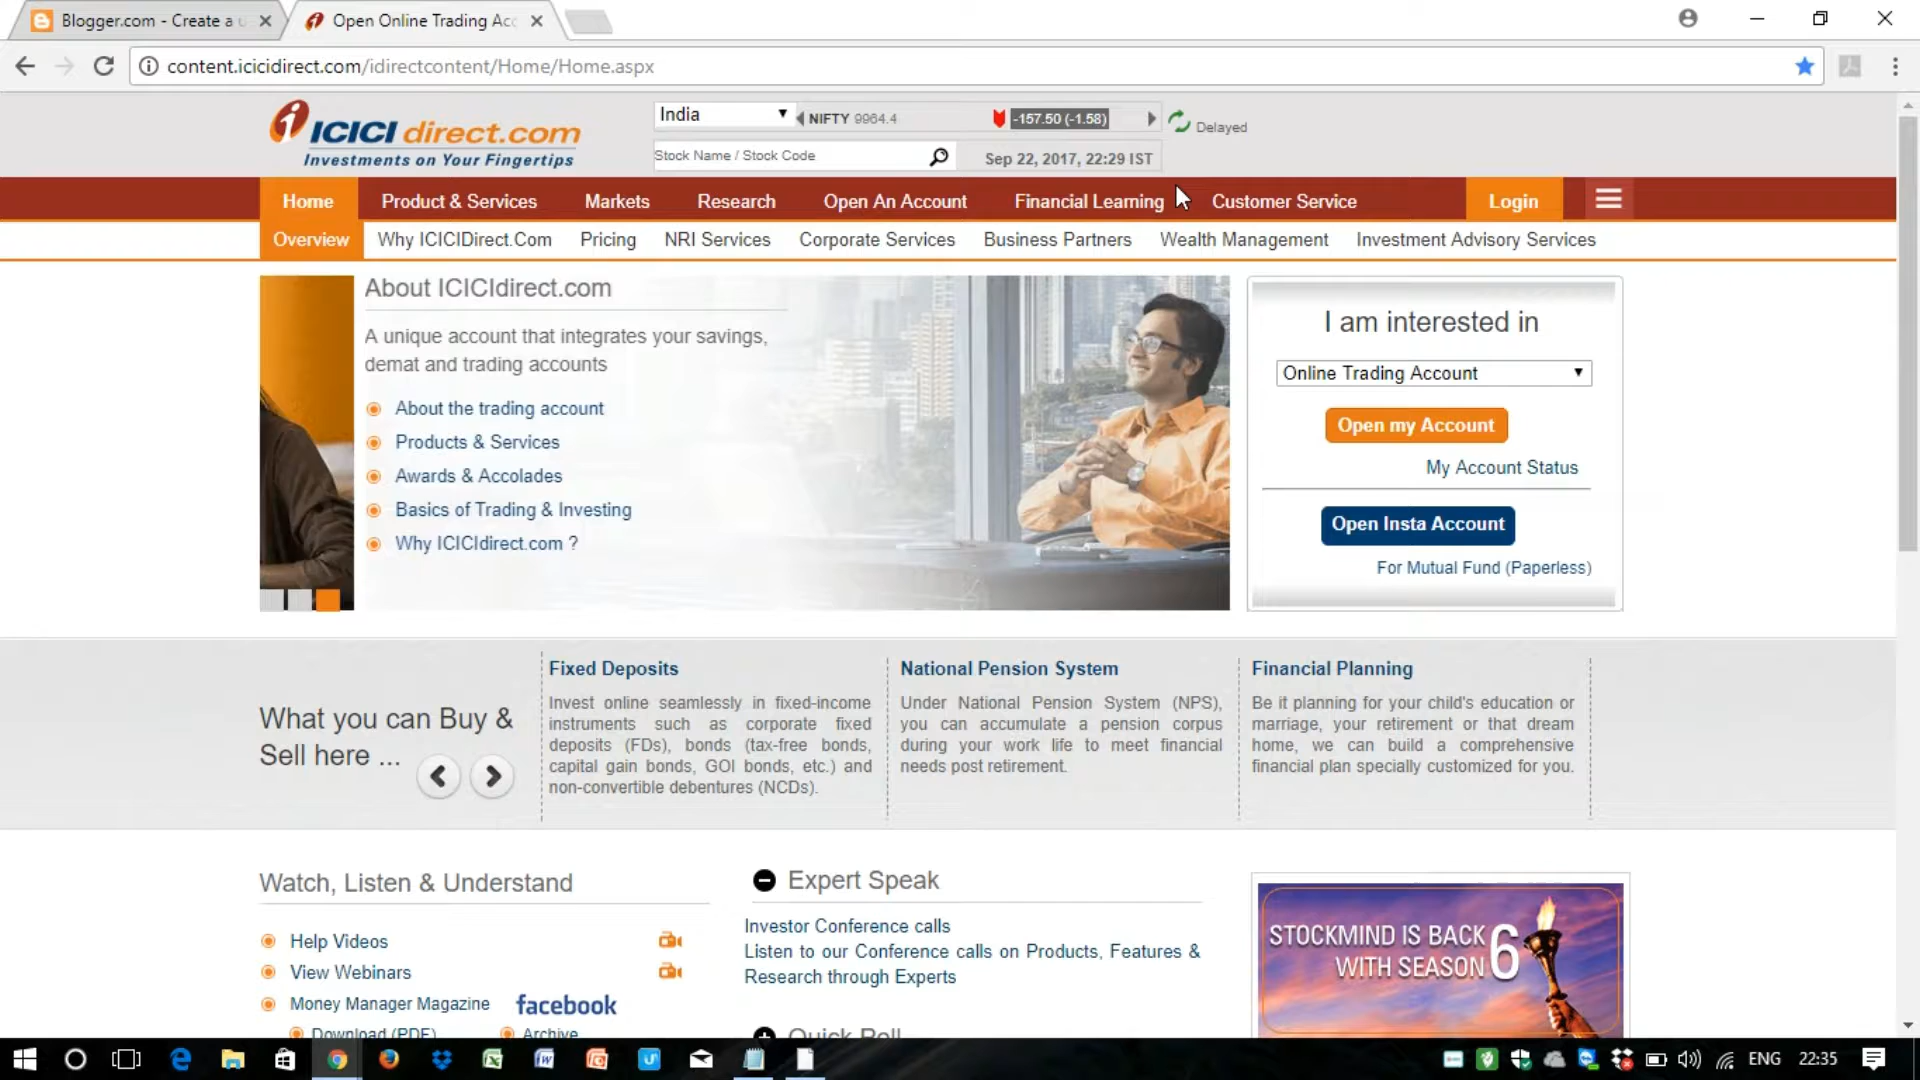 Blogger.com - Create a u
Open Online Trading Acc
content.icicidirect.com/idirectcontent/Home/Home.aspx
ICICI direct.com
Investments on Your Fingertips
India
NIFTY 9964.4
-157.50 (-1.58)
Delayed
Stock Name / Stock Code
Sep 22, 2017, 22:29 IST
Home
Product & Services
Markets
Research
Open An Account
Financial Learning
Customer Service
Login
Overview
Why ICICIDirect.Com
Pricing
NRI Services
Corporate Services
Business Partners
Wealth Management
Investment Advisory Services
About ICICIdirect.com
A unique account that integrates your savings,
demat and trading accounts
About the trading account
Products & Services
Awards & Accolades
Basics of Trading & Investing
Why ICICIdirect.com ?
I am interested in
Online Trading Account
Open my Account
My Account Status
Open Insta Account
For Mutual Fund (Paperless)
What you can Buy &
Sell here ...
Fixed Deposits
Invest online seamlessly in fixed-income
instruments such as corporate fixed
deposits (FDs), bonds (tax-free bonds,
capital gain bonds, GOI bonds, etc.) and
non-convertible debentures (NCDs).
National Pension System
Under National Pension System (NPS),
you can accumulate a pension corpus
during your work life to meet financial
needs post retirement.
Financial Planning
Be it planning for your child's education or
marriage, your retirement or that dream
home, we can build a comprehensive
financial plan specially customized for you.
Watch, Listen & Understand
Help Videos
View Webinars
Money Manager Magazine
facebook
Download (PDF)
Archive
Expert Speak
Investor Conference calls
Listen to our Conference calls on Products, Features &
Research through Experts
Quick Poll
STOCKMIND IS BACK
WITH SEASON 6
ENG
22:35